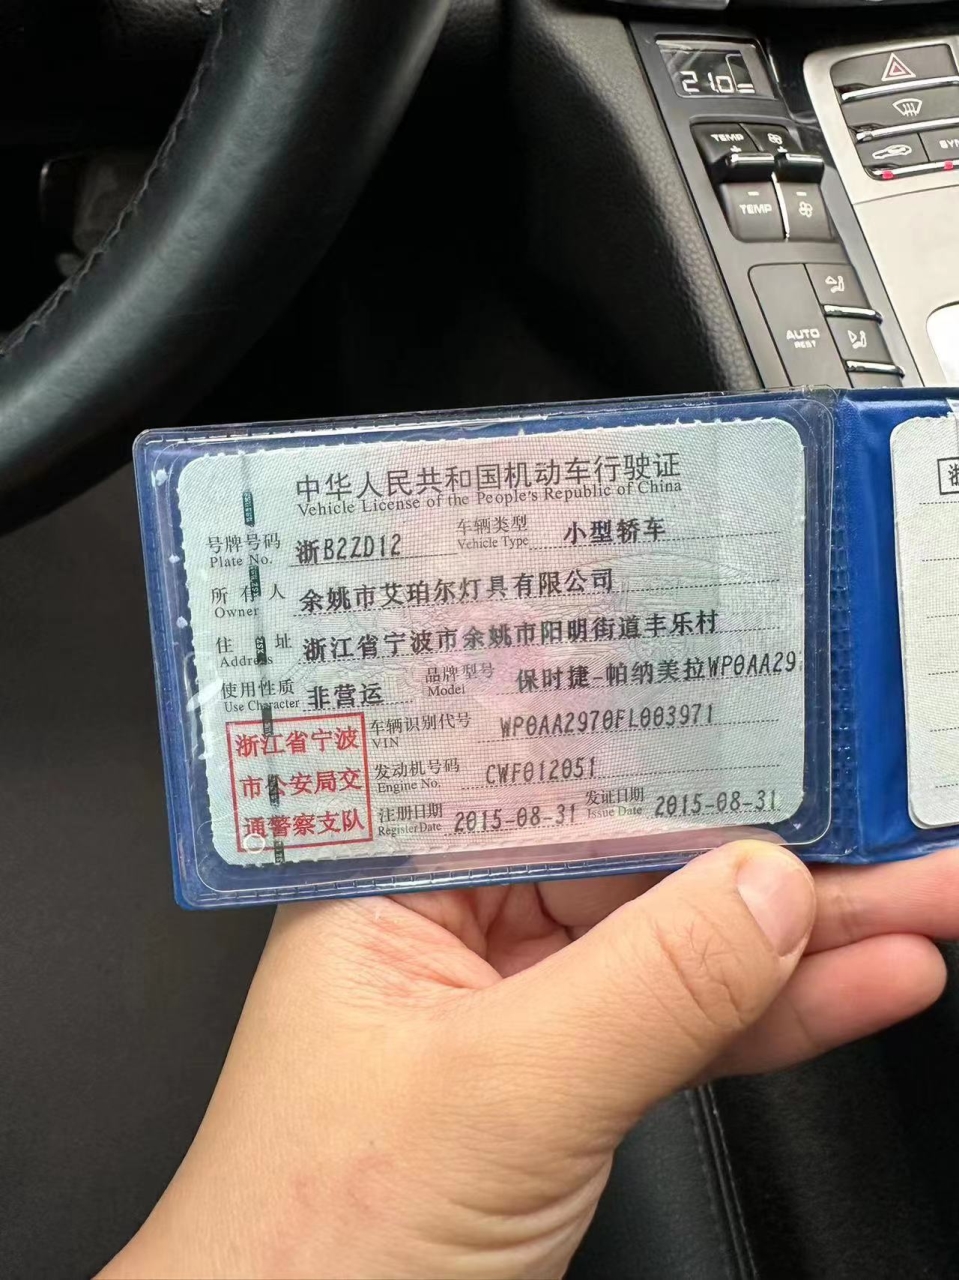 21.0
TEMP
TEMP
SYN
AUTO
REST
中华人民共和国机动车行驶证
Vehicle License of the People's Republic of China
号牌号码 浙B2ZD12 车辆类型 小型轿车
Plate No. Vehicle Type
所有人 余姚市艾珀尔灯具有限公司
Owner
住址 浙江省宁波市余姚市阳明街道丰乐村
Address
使用性质 非营运 品牌型号 保时捷-帕纳美拉WP0AA29
Use Character Model
浙江省宁波
市公安局交
通警察支队
车辆识别代号 WP0AA2970FL003971
VIN
发动机号码 CWF012051
Engine No.
注册日期 2015-08-31 发证日期 2015-08-31
Register Date Issue Date
浙